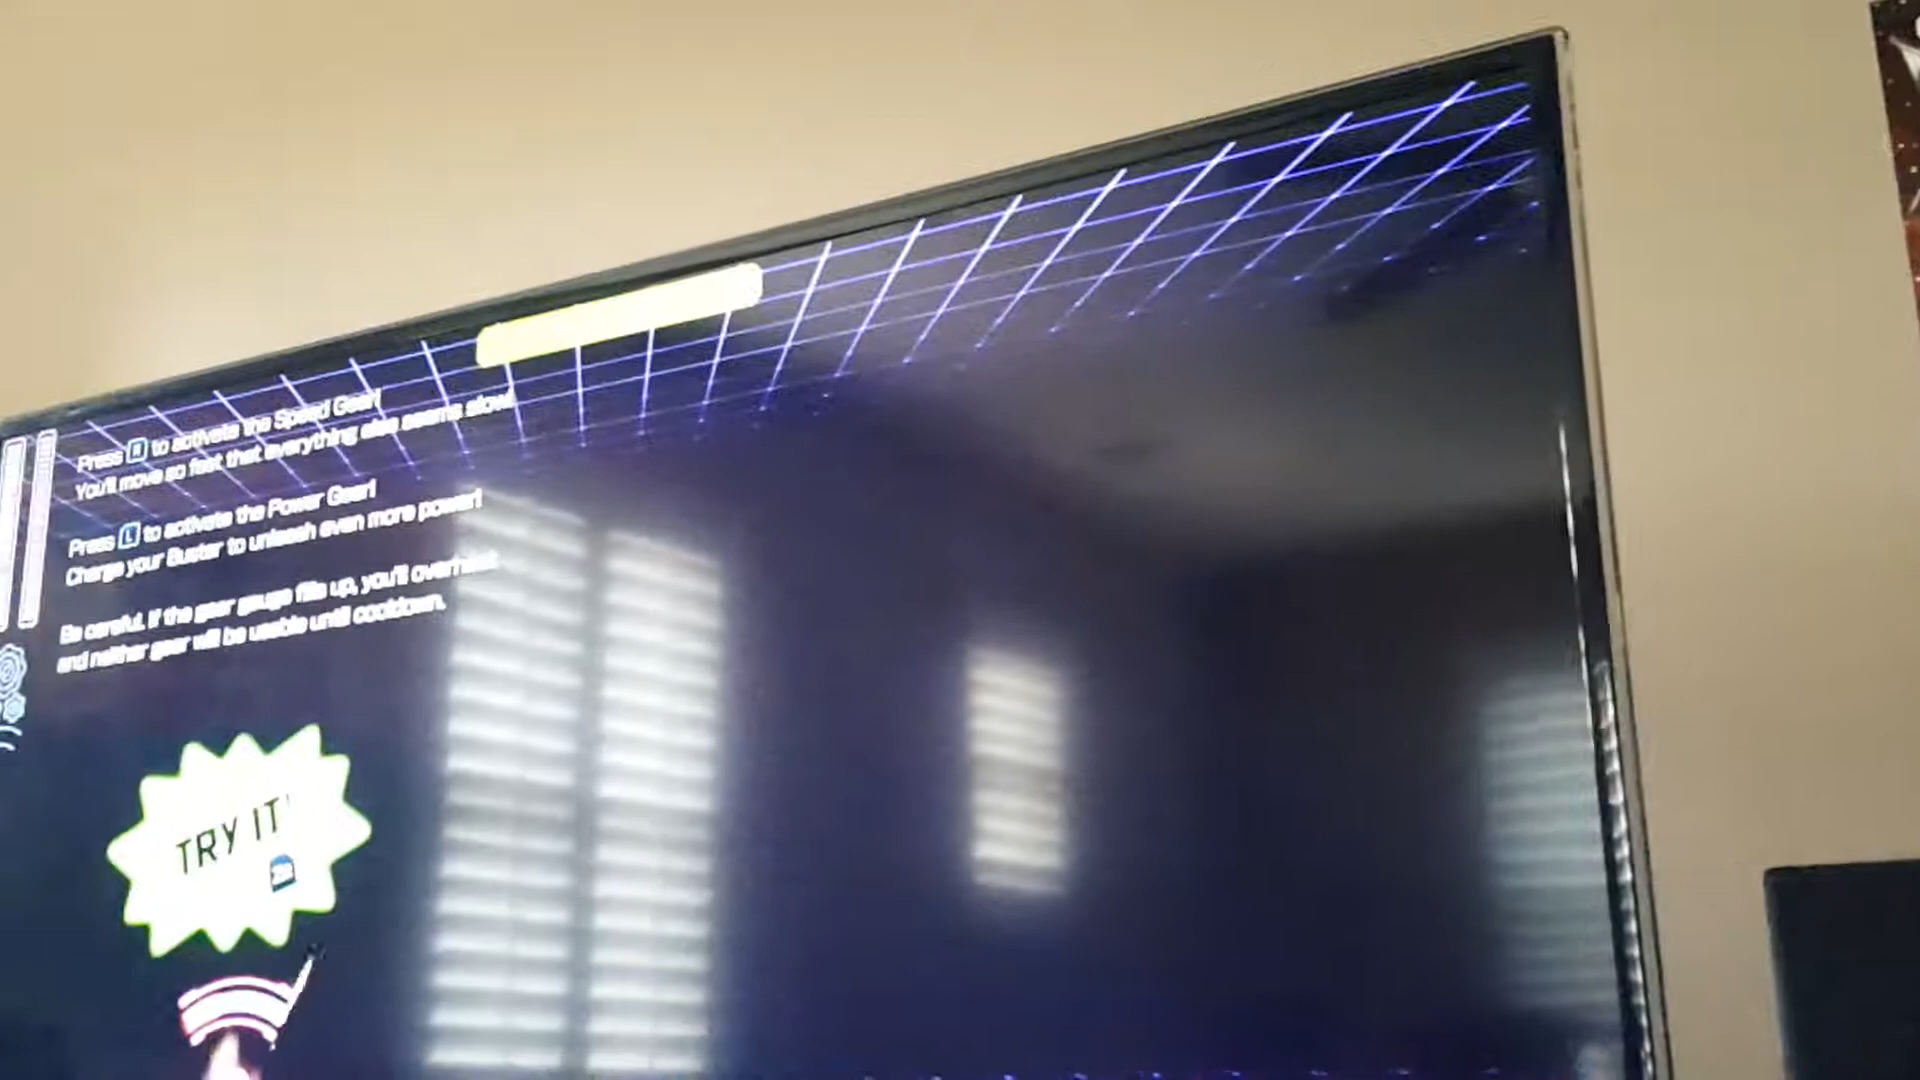 Press R to activate the Speed Gear!
You'll move so fast that everything else seems slow!
Press L to activate the Power Gear!
Charge your Buster to unleash even more power!
Be careful. If the gear gauge fills up, you'll overheat
and neither gear will be usable until cooldown.
TRY IT!
ZR